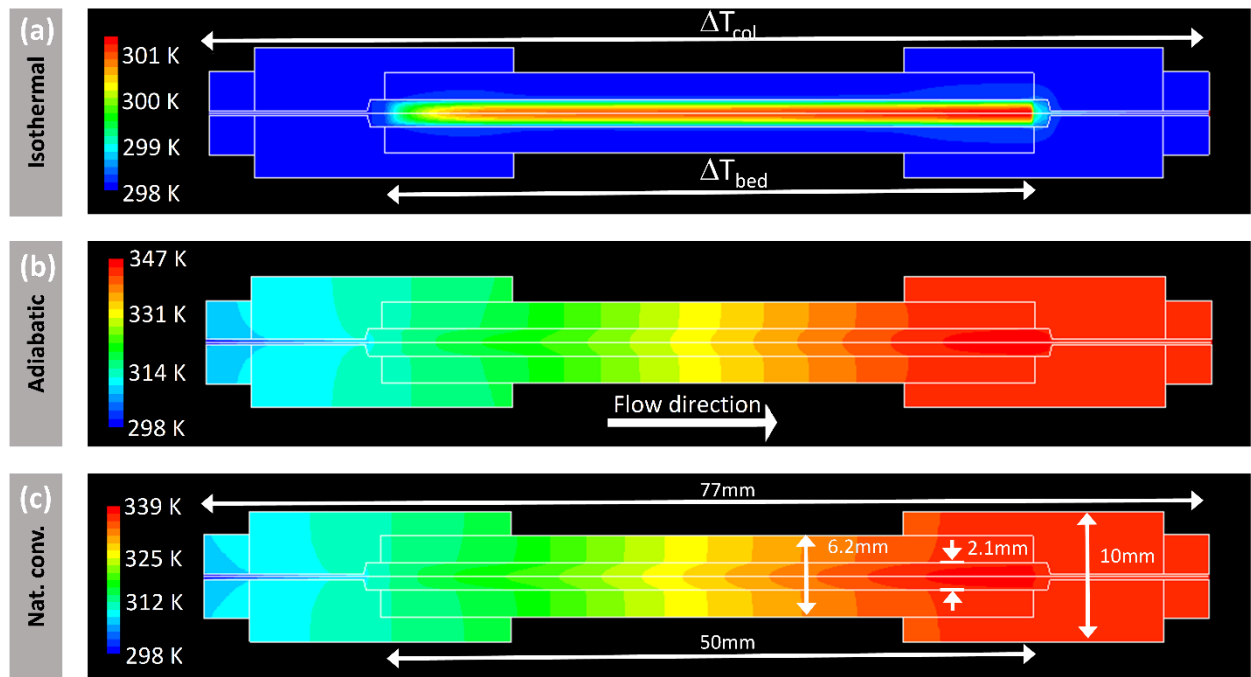 (a)
Isothermal
ΔTcol
301 K
300 K
299 K
298 K
ΔTbed
(b)
Adiabatic
347 K
331 K
314 K
298 K
Flow direction
(c)
Nat. conv.
77mm
339 K
325 K
312 K
298 K
6.2mm
2.1mm
10mm
50mm